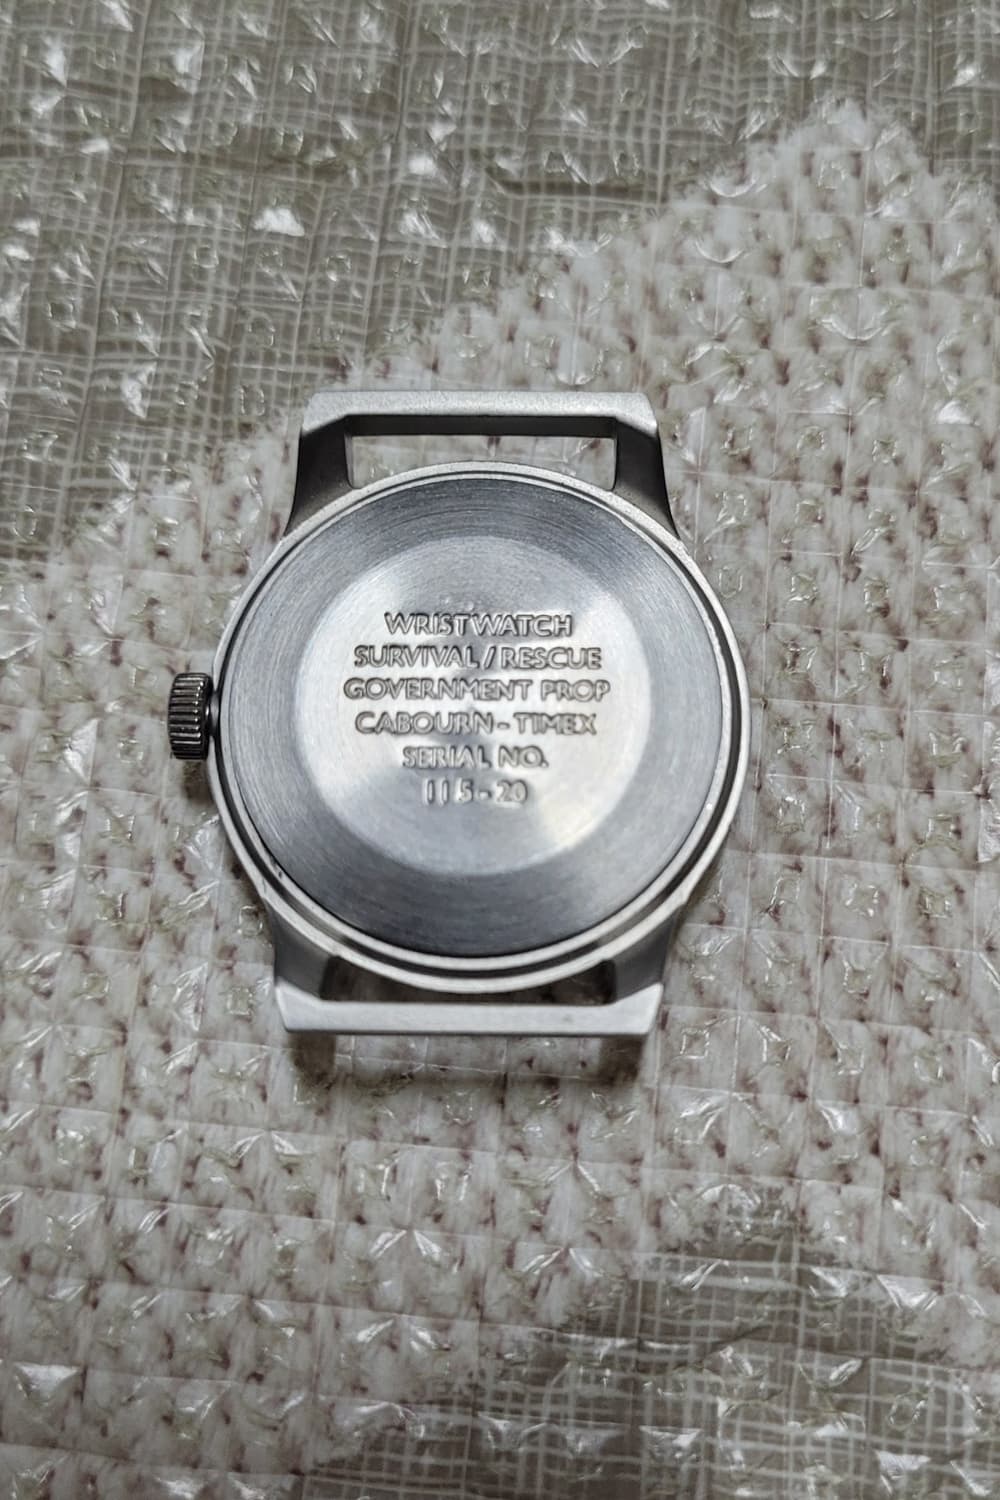 WRISTWATCH
SURVIVAL / RESCUE
GOVERNMENT PROP
CABOURN - TIMEX
SERIAL NO.
115-20